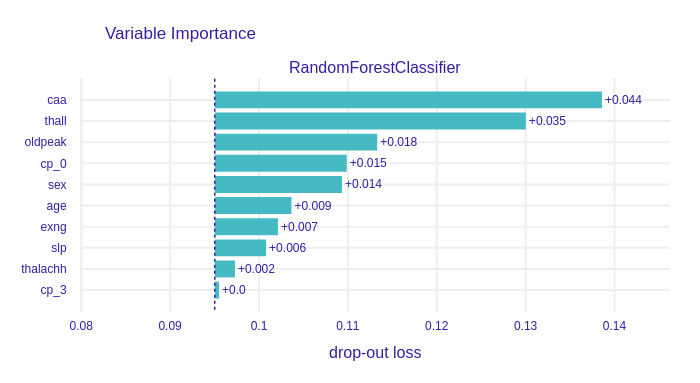 Variable Importance
RandomForestClassifier
caa +0.044
thall +0.035
oldpeak +0.018
cp_0 +0.015
sex +0.014
age +0.009
exng +0.007
slp +0.006
thalachh +0.002
cp_3 +0.0
0.08 0.09 0.1 0.11 0.12 0.13 0.14
drop-out loss